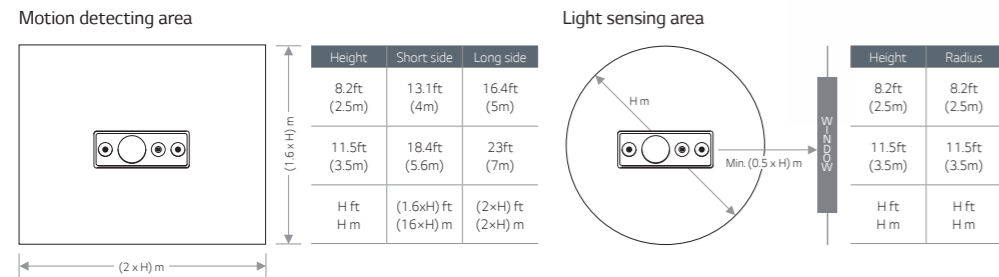 Motion detecting area
(1.6 x H) m
(2 x H) m
Height Short side Long side
8.2ft 13.1ft 16.4ft
(2.5m) (4m) (5m)
11.5ft 18.4ft 23ft
(3.5m) (5.6m) (7m)
H ft (1.6xH) ft (2×H) ft
H m (16×H) m (2×H) m
Light sensing area
H m
Min. (0.5 x H) m
WINDOW
Height Radius
8.2ft 8.2ft
(2.5m) (2.5m)
11.5ft 11.5ft
(3.5m) (3.5m)
H ft H ft
H m H m